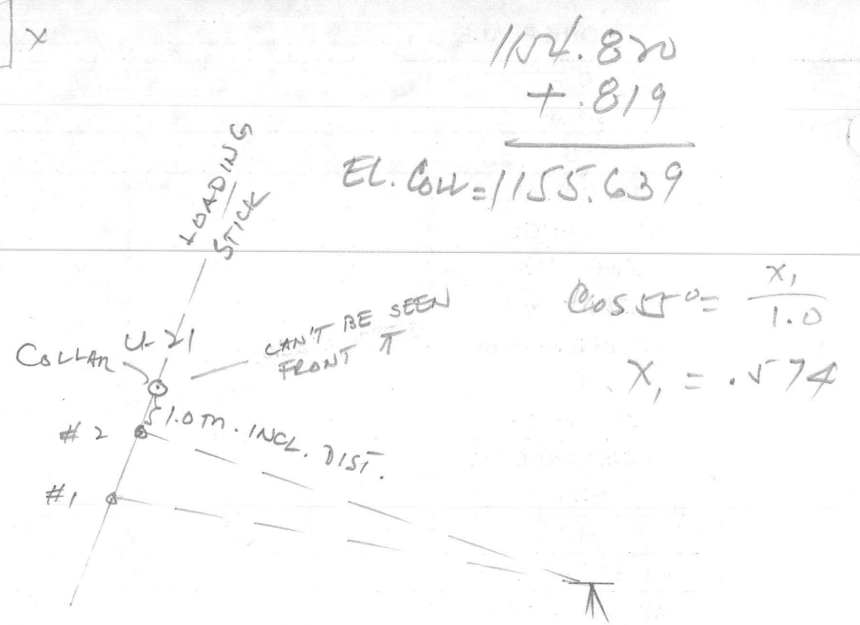 X
1154.820
+.819
EL. COLL = 1155.639
LOADING
STICK
COS 55° = X₁
1.0
X₁ = .574
COLLAR U-21
CAN'T BE SEEN
FRONT π
1.0 m. INCL. DIST.
#2
#1